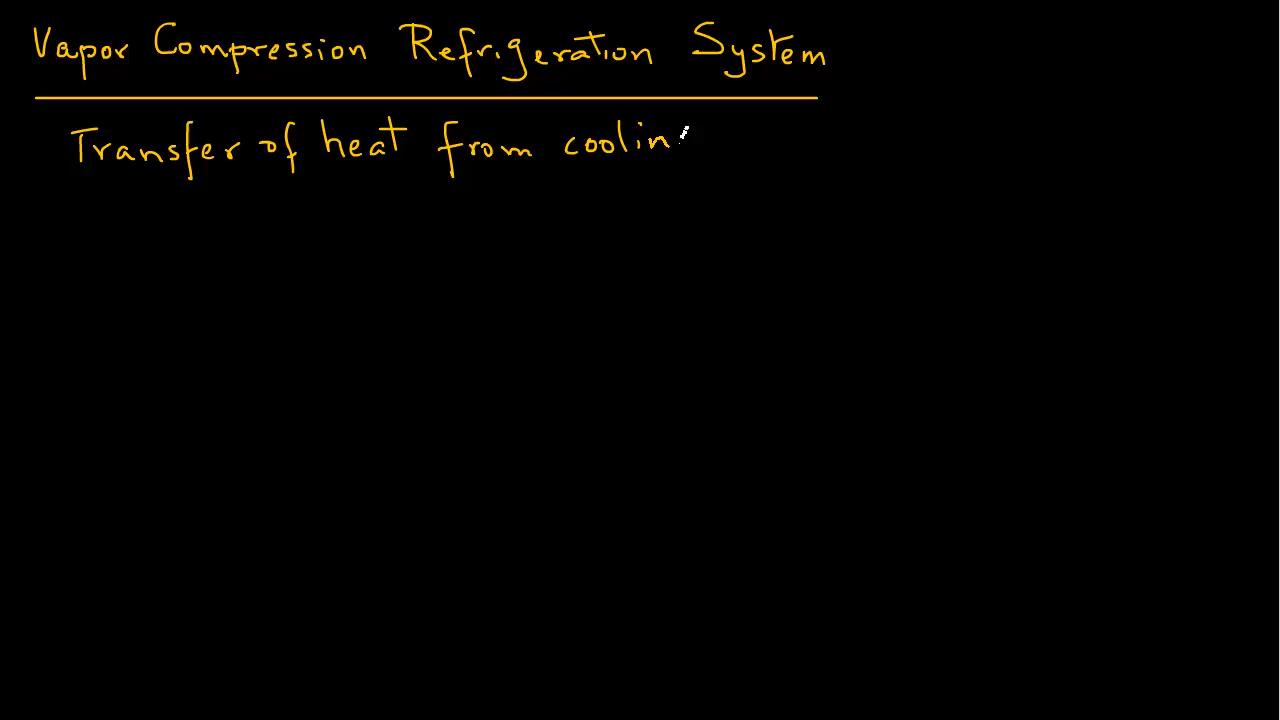 Vapor Compression Refrigeration System
Transfer of heat from coolin